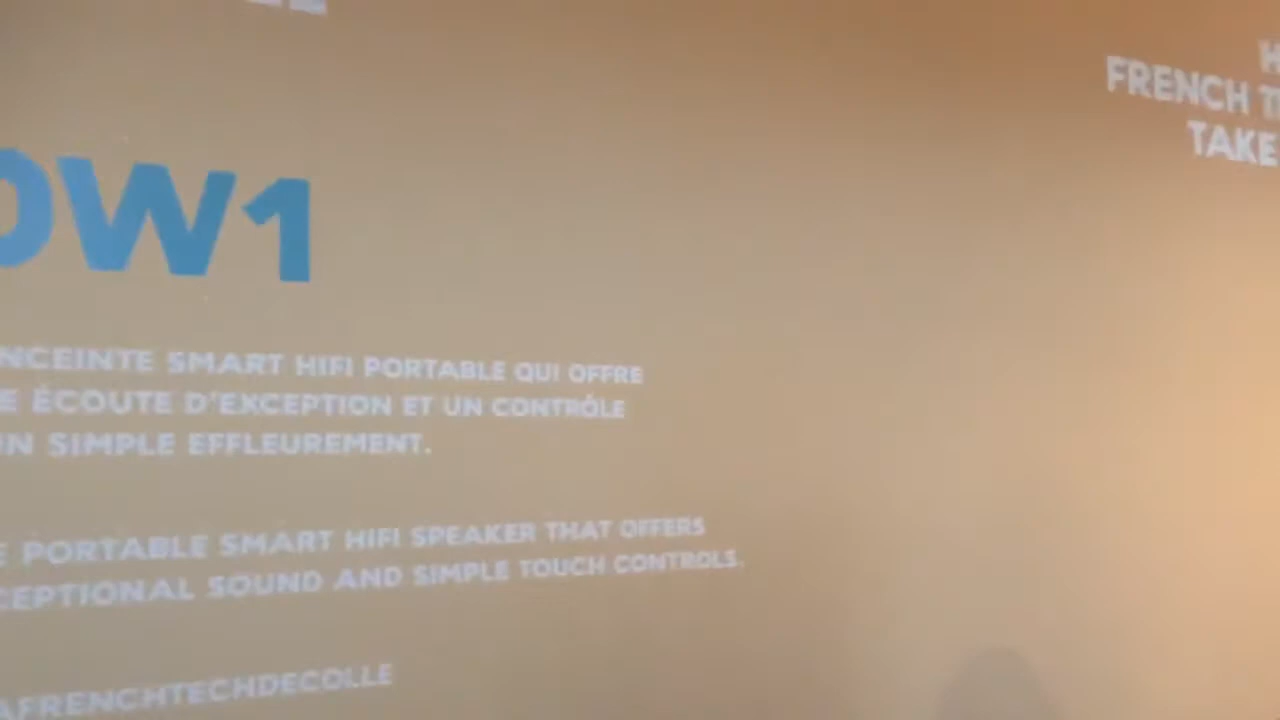 OW1
NCEINTE SMART HIFI PORTABLE QUI OFFRE
E ÉCOUTE D'EXCEPTION ET UN CONTRÔLE
UN SIMPLE EFFLEUREMENT.
E PORTABLE SMART HIFI SPEAKER THAT OFFERS
CEPTIONAL SOUND AND SIMPLE TOUCH CONTROLS.
AFRENCHTECHDECOLLE
H
FRENCH T
TAKE